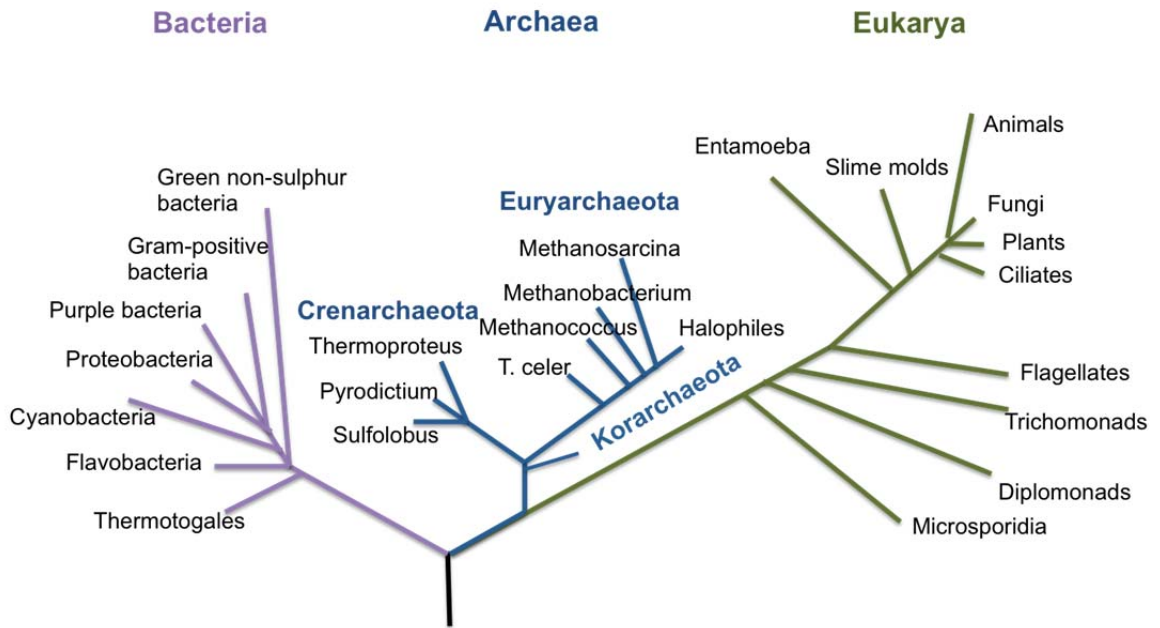 Bacteria
Archaea
Eukarya
Green non-sulphur
bacteria
Gram-positive
bacteria
Purple bacteria
Proteobacteria
Cyanobacteria
Flavobacteria
Thermotogales
Crenarchaeota
Thermoproteus
Pyrodictium
Sulfolobus
Euryarchaeota
Methanosarcina
Methanobacterium
Methanococcus
T. celer
Halophiles
Korarchaeota
Entamoeba
Slime molds
Animals
Fungi
Plants
Ciliates
Flagellates
Trichomonads
Diplomonads
Microsporidia